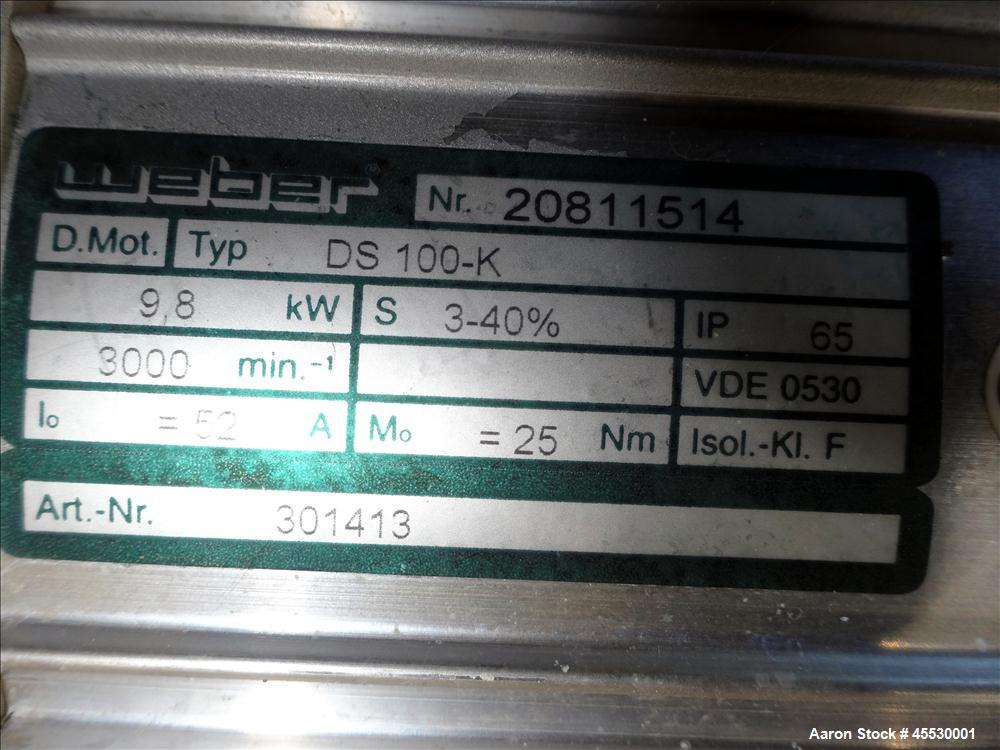 weber® Nr. 20811514
D.Mot. Typ DS 100-K
9,8 kW S 3-40% IP 65
3000 min.-¹ VDE 0530
I₀ = 52 A M₀ = 25 Nm Isol.-Kl. F
Art.-Nr. 301413
Aaron Stock # 45530001